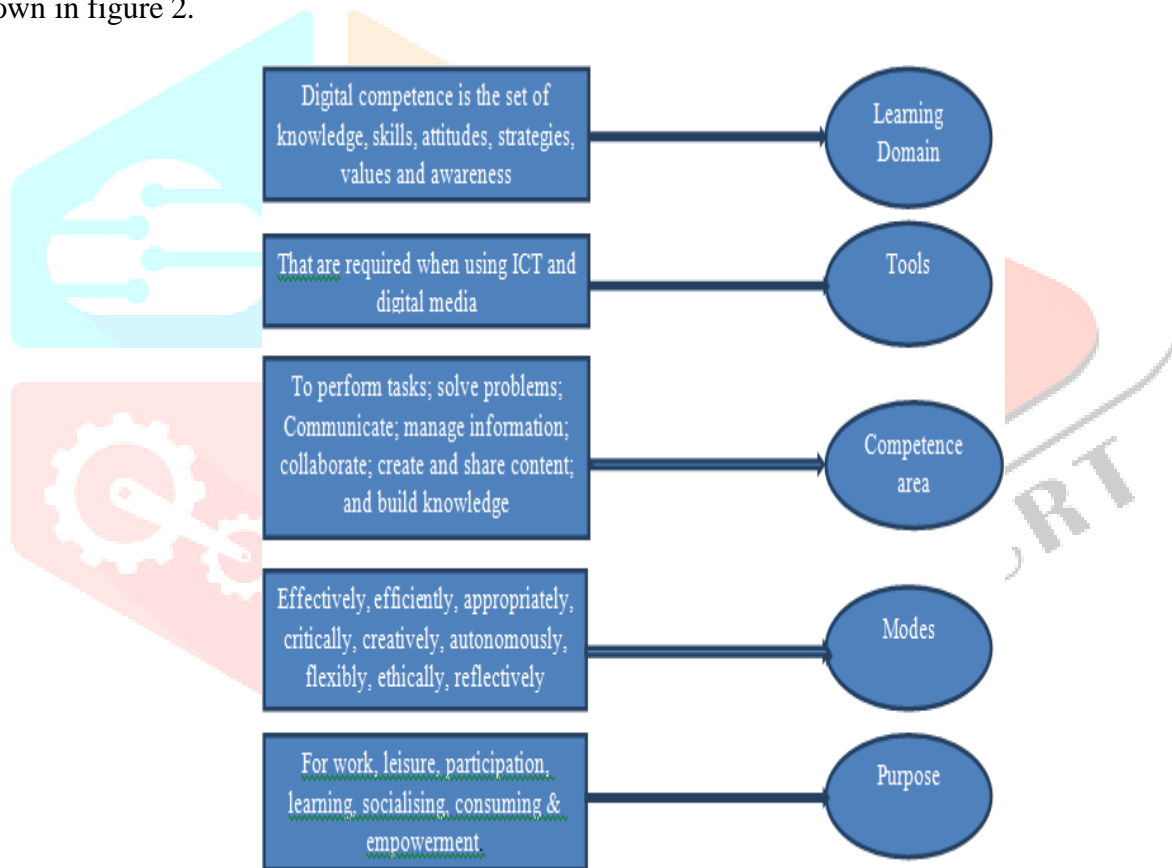 own in figure 2.
Digital competence is the set of
knowledge, skills, attitudes, strategies,
values and awareness
Learning
Domain
That are required when using ICT and
digital media
Tools
To perform tasks; solve problems;
Communicate; manage information;
collaborate; create and share content;
and build knowledge
Competence
area
Effectively, efficiently, appropriately,
critically, creatively, autonomously,
flexibly, ethically, reflectively
Modes
For work, leisure, participation,
learning, socialising, consuming &
empowerment.
Purpose
RT